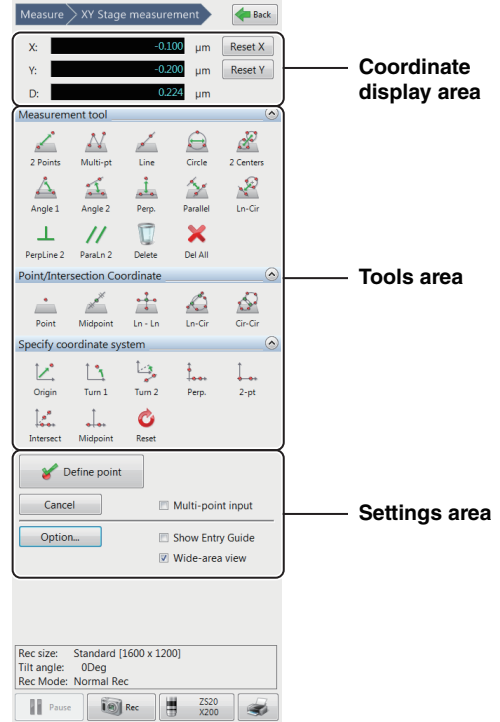 Measure XY Stage measurement Back
X: -0.100 µm Reset X
Y: -0.200 µm Reset Y
D: 0.224 µm
Coordinate
display area
Measurement tool
2 Points Multi-pt Line Circle 2 Centers
Angle 1 Angle 2 Perp. Parallel Ln-Cir
PerpLine 2 ParaLn 2 Delete Del All
Point/Intersection Coordinate
Tools area
Point Midpoint Ln - Ln Ln-Cir Cir-Cir
Specify coordinate system
Origin Turn 1 Turn 2 Perp. 2-pt
Intersect Midpoint Reset
Define point
Cancel Multi-point input
Settings area
Option... Show Entry Guide
Wide-area view
Rec size: Standard [1600 x 1200]
Tilt angle: 0Deg
Rec Mode: Normal Rec
Pause Rec ZS20
X200